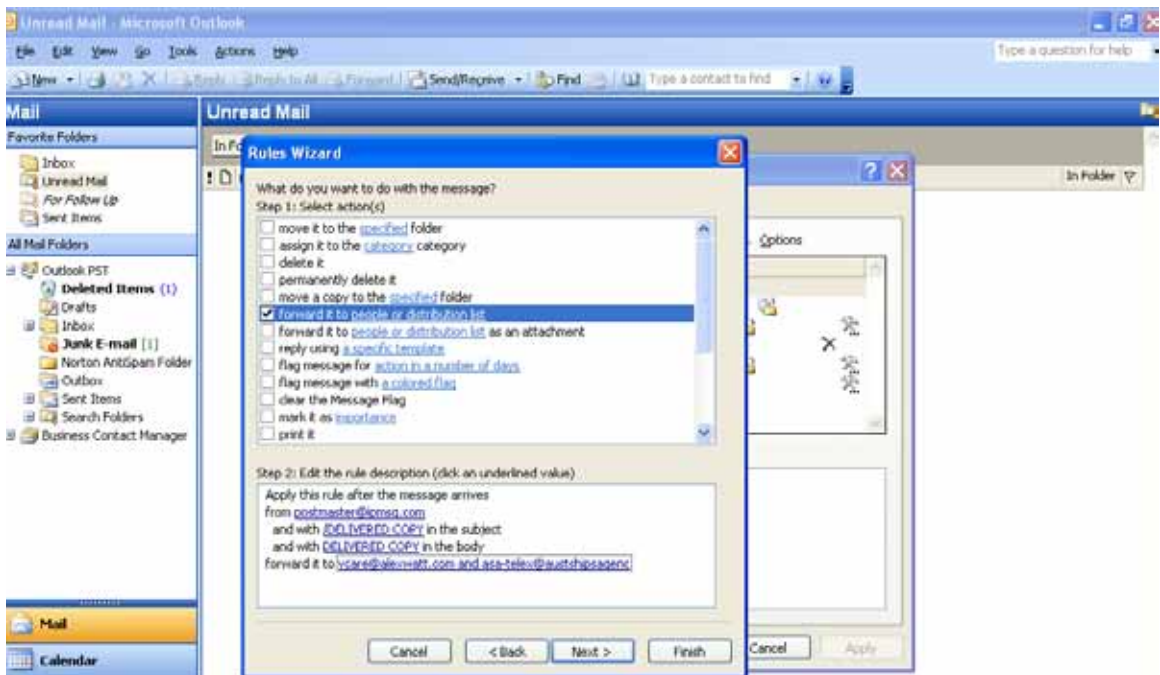 Unread Mail - Microsoft Outlook
File Edit View Go Tools Actions Help
Type a question for help
New Reply Reply to All Forward Send/Receive Find Type a contact to find
Mail
Unread Mail
Favorite Folders
Inbox
Unread Mail
For Follow Up
Sent Items
In Folder
All Mail Folders
Outlook PST
Deleted Items (1)
Drafts
Inbox
Junk E-mail [1]
Norton AntiSpam Folder
Outbox
Sent Items
Search Folders
Business Contact Manager
Mail
Calendar
Rules Wizard
What do you want to do with the message?
Step 1: Select action(s)
move it to the specified folder
assign it to the category category
delete it
permanently delete it
move a copy to the specified folder
forward it to people or distribution list
forward it to people or distribution list as an attachment
reply using a specific template
flag message for action in a number of days
flag message with a colored flag
clear the Message Flag
mark it as importance
print it
Step 2: Edit the rule description (click an underlined value)
Apply this rule after the message arrives
from postmaster@ipmsg.com
and with /DELIVERED COPY in the subject
and with DELIVERED COPY in the body
forward it to and
Cancel < Back Next > Finish
Options
Cancel Apply